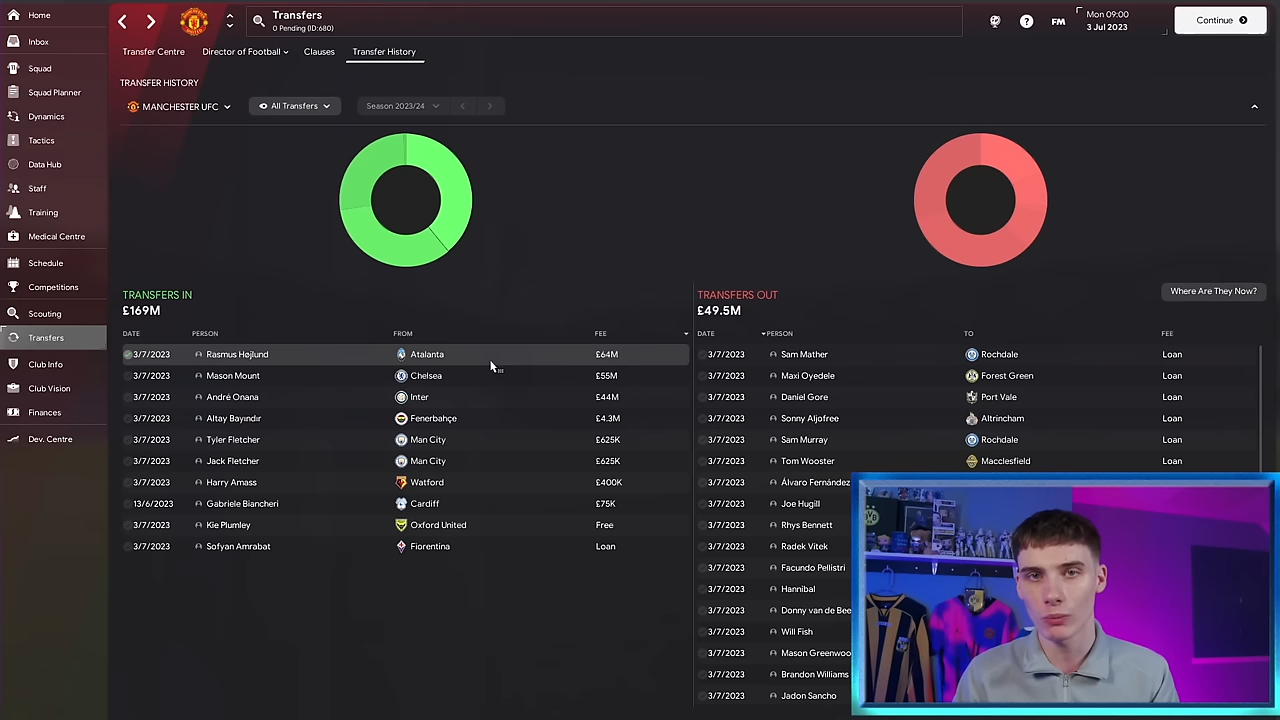 Home
Inbox
Squad
Squad Planner
Dynamics
Tactics
Data Hub
Staff
Training
Medical Centre
Schedule
Competitions
Scouting
Transfers
Club Info
Club Vision
Finances
Dev. Centre
Transfers
0 Pending (ID:680)
FM
Mon 09:00
3 Jul 2023
Continue
Transfer Centre Director of Football Clauses Transfer History
TRANSFER HISTORY
MANCHESTER UFC All Transfers Season 2023/24
TRANSFERS IN
£169M
DATE PERSON FROM FEE
3/7/2023 Rasmus Højlund Atalanta £64M
3/7/2023 Mason Mount Chelsea £55M
3/7/2023 André Onana Inter £44M
3/7/2023 Altay Bayındır Fenerbahçe £4.3M
3/7/2023 Tyler Fletcher Man City £625K
3/7/2023 Jack Fletcher Man City £625K
3/7/2023 Harry Amass Watford £400K
13/6/2023 Gabriele Biancheri Cardiff £75K
3/7/2023 Kie Plumley Oxford United Free
3/7/2023 Sofyan Amrabat Fiorentina Loan
TRANSFERS OUT
£49.5M
Where Are They Now?
DATE PERSON TO FEE
3/7/2023 Sam Mather Rochdale Loan
3/7/2023 Maxi Oyedele Forest Green Loan
3/7/2023 Daniel Gore Port Vale Loan
3/7/2023 Sonny Aljofree Altrincham Loan
3/7/2023 Sam Murray Rochdale Loan
3/7/2023 Tom Wooster Macclesfield Loan
3/7/2023 Álvaro Fernández
3/7/2023 Joe Hugill
3/7/2023 Rhys Bennett
3/7/2023 Radek Vitek
3/7/2023 Facundo Pellistri
3/7/2023 Hannibal
3/7/2023 Donny van de Bee
3/7/2023 Will Fish
3/7/2023 Mason Greenwoo
3/7/2023 Brandon Williams
3/7/2023 Jadon Sancho